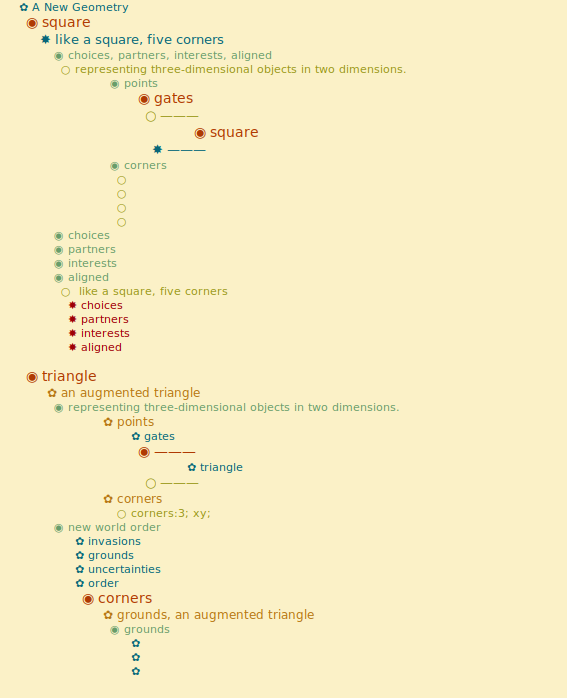 ✿ A New Geometry
◉ square
✸ like a square, five corners
◉ choices, partners, interests, aligned
○ representing three-dimensional objects in two dimensions.
◉ points
◉ gates
○ ———
◉ square
✸ ———
◉ corners
○
○
○
○
◉ choices
◉ partners
◉ interests
◉ aligned
○ like a square, five corners
✸ choices
✸ partners
✸ interests
✸ aligned
◉ triangle
✿ an augmented triangle
◉ representing three-dimensional objects in two dimensions.
✿ points
✿ gates
◉ ———
✿ triangle
○ ———
✿ corners
○ corners:3; xy;
◉ new world order
✿ invasions
✿ grounds
✿ uncertainties
✿ order
◉ corners
✿ grounds, an augmented triangle
◉ grounds
✿
✿
✿